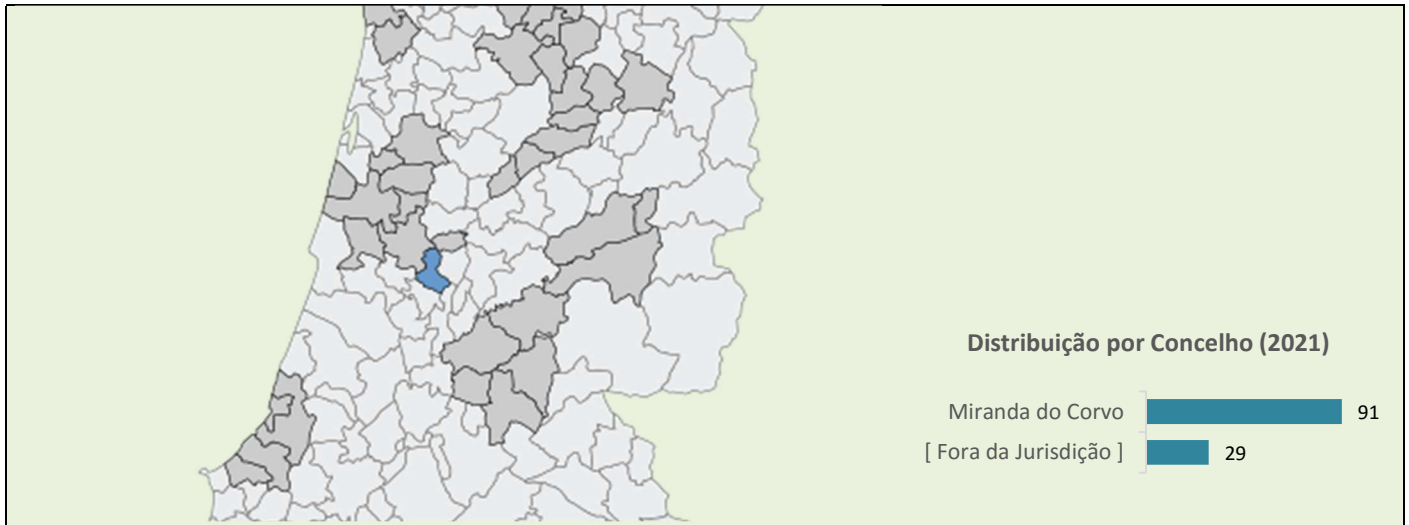 Distribuição por Concelho (2021)
Miranda do Corvo 91
[ Fora da Jurisdição ] 29